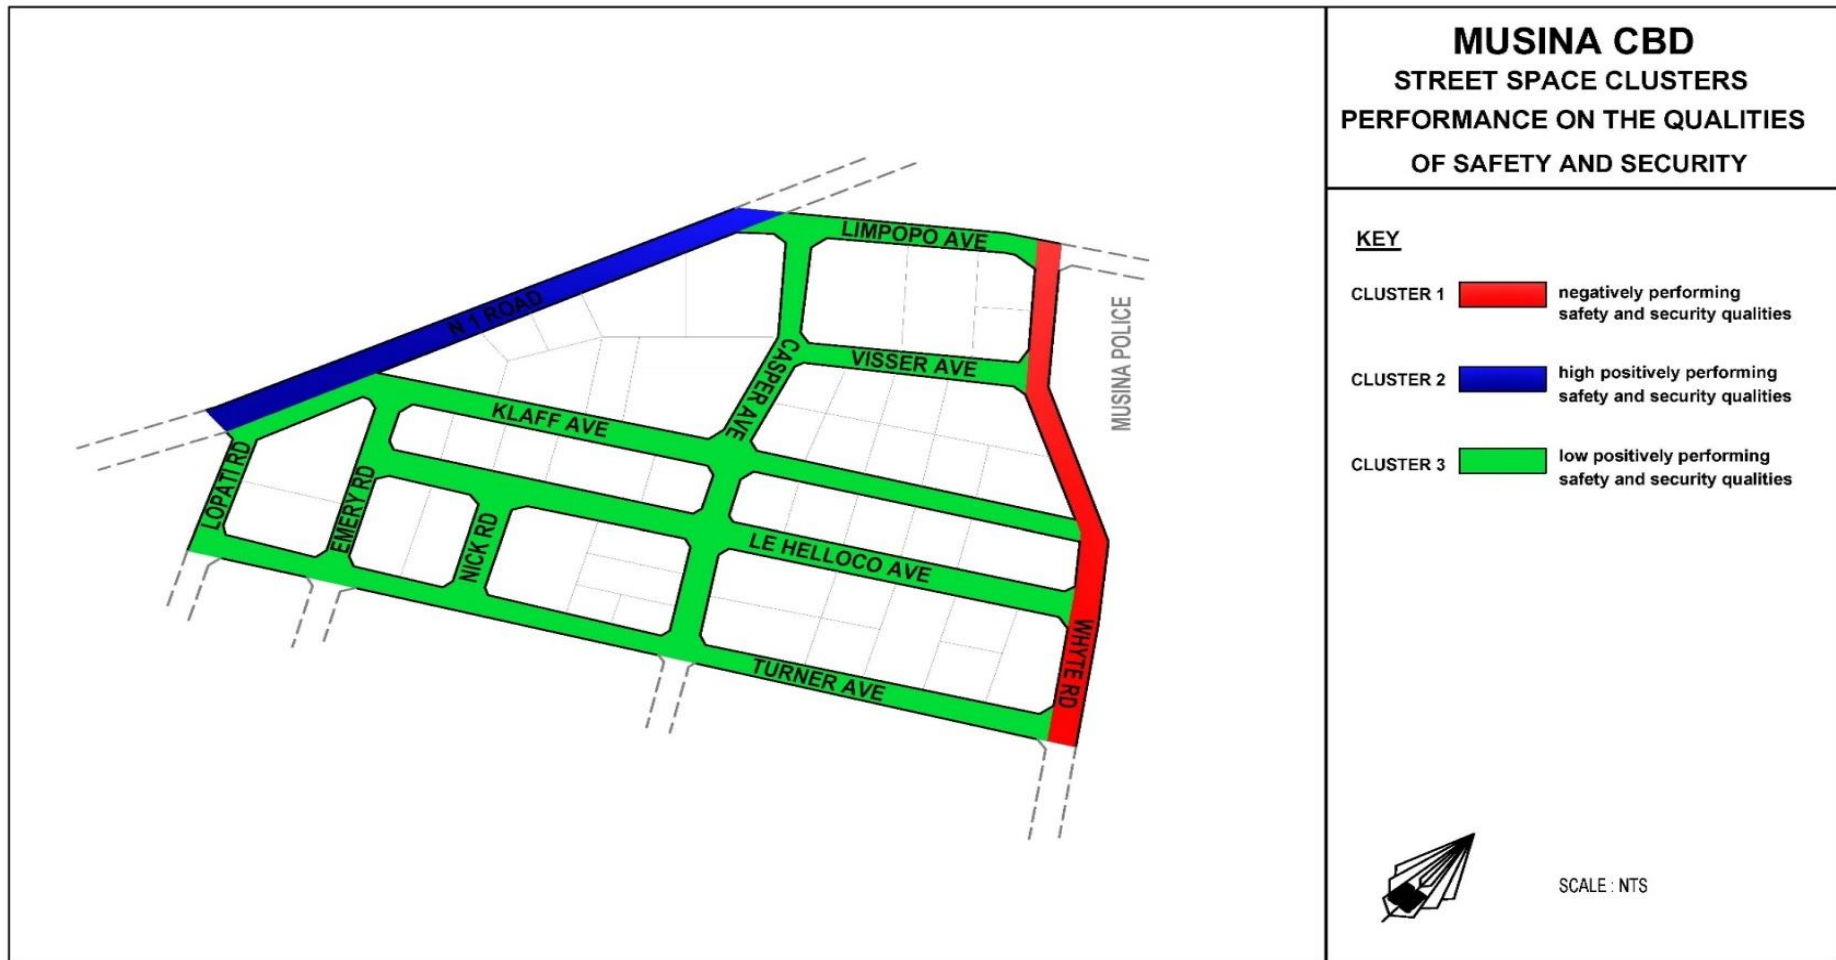 MUSINA CBD
STREET SPACE CLUSTERS
PERFORMANCE ON THE QUALITIES
OF SAFETY AND SECURITY
KEY
CLUSTER 1
negatively performing
safety and security qualities
CLUSTER 2
high positively performing
safety and security qualities
CLUSTER 3
low positively performing
safety and security qualities
SCALE : NTS
LIMPOPO AVE
N 1 ROAD
MUSINA POLICE
VISSER AVE
CASPER AVE
KLAFF AVE
LOPATI RD
EMERY RD
NICK RD
LE HELLOCO AVE
WHYTE RD
TURNER AVE